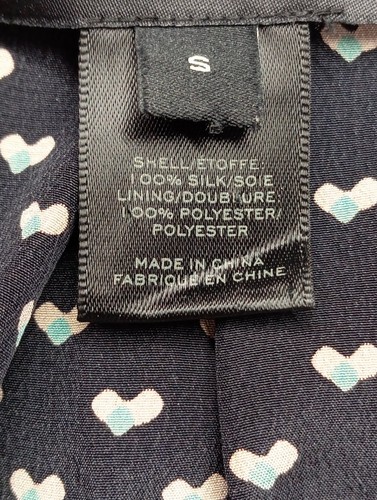 S
SHELL/ETOFFE:
100% SILK/SOIE
LINING/DOUBLURE:
100% POLYESTER/
POLYESTER
MADE IN CHINA
FABRIQUE EN CHINE